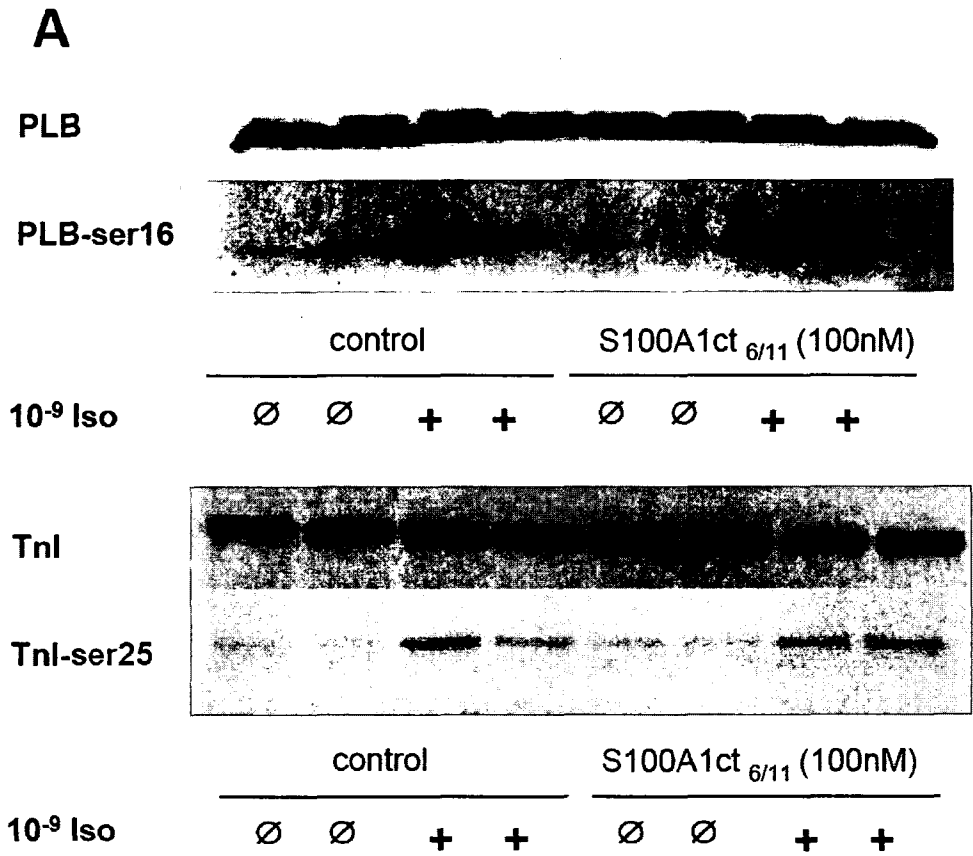 A
PLB
PLB-ser16
control S100A1ct 6/11 (100nM)
10-9 Iso ∅ ∅ + + ∅ ∅ + +
TnI
TnI-ser25
control S100A1ct 6/11 (100nM)
10-9 Iso ∅ ∅ + + ∅ ∅ + +